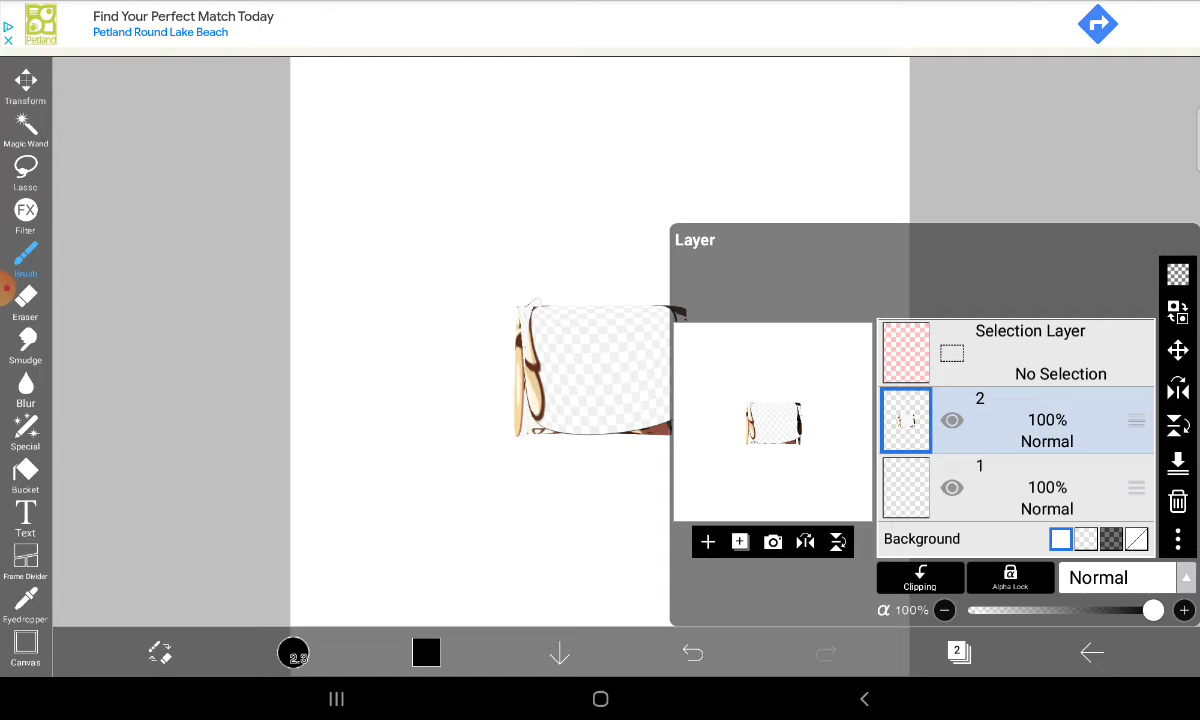 Find Your Perfect Match Today
Petland Round Lake Beach
Petland
Transform
Magic Wand
Lasso
FX
Filter
Brush
Eraser
Smudge
Blur
Special
Bucket
T
Text
Frame Divider
Eyedropper
Canvas
Layer
Selection Layer
No Selection
2
100%
Normal
1
100%
Normal
Background
Clipping
α
Alpha Lock
Normal
α 100%
2.3
2